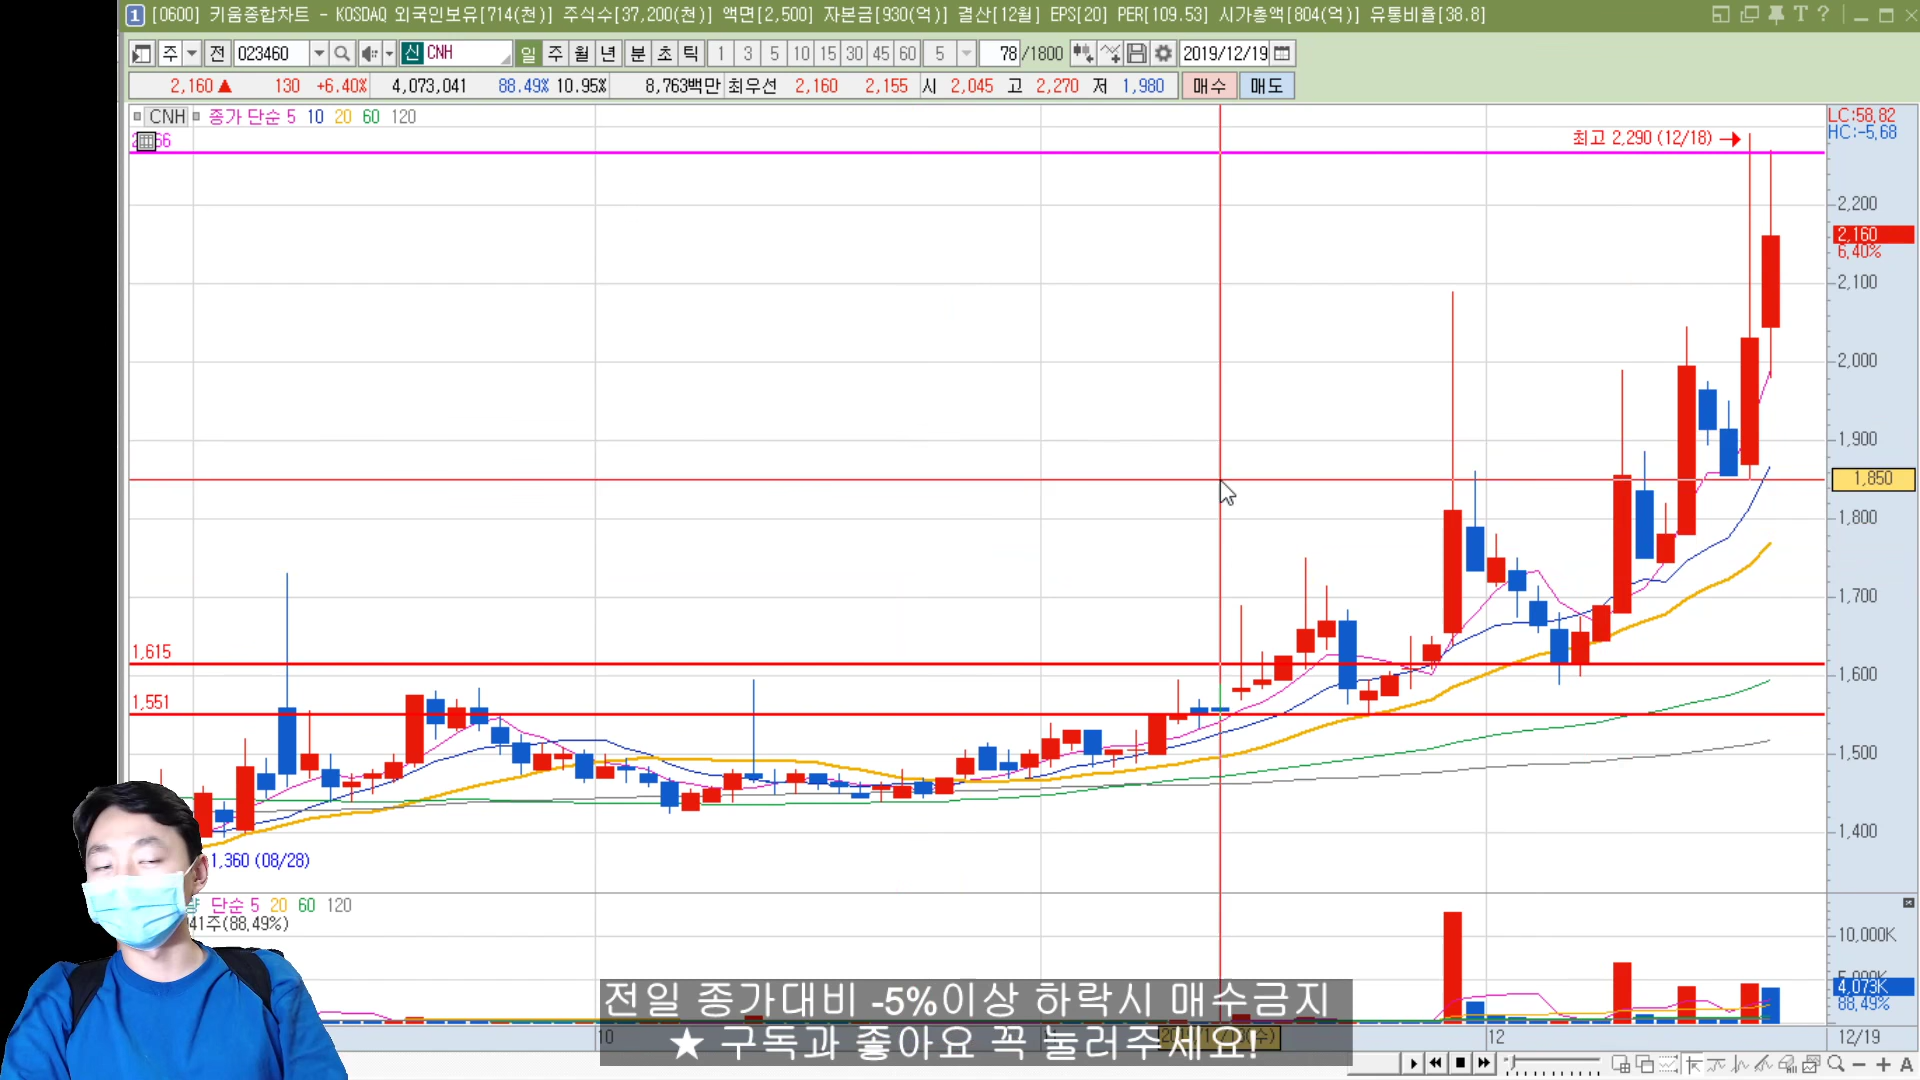 1 [0600] 키움종합차트 - KOSDAQ 외국인보유[714(천)] 주식수[37,200(천)] 액면[2,500] 자본금[930(억)] 결산[12월] EPS[20] PER[109.53] 시가총액[804(억)] 유통비율[38.8]
주 전 023460 신 CNH 일 주 월 년 분 초 틱 1 3 5 10 15 30 45 60 5 78 /1800 2019/12/19
2,160 ▲ 130 +6.40% 4,073,041 88.49% 10.95% 8,763백만 최우선 2,160 2,155 시 2,045 고 2,270 저 1,980 매수 매도
CNH 종가 단순 5 10 20 60 120
LC:58.82
HC:-5.68
최고 2,290 (12/18) →
2,200
2,160
6.40%
2,100
2,000
1,900
1,850
1,800
1,700
1,615
1,600
1,551
1,500
1,400
1,360 (08/28)
단순 5 20 60 120
41주(88.49%)
10,000K
4,073K
88.49%
10
12
12/19
전일 종가대비 -5%이상 하락시 매수금지
★ 구독과 좋아요 꼭 눌러주세요!